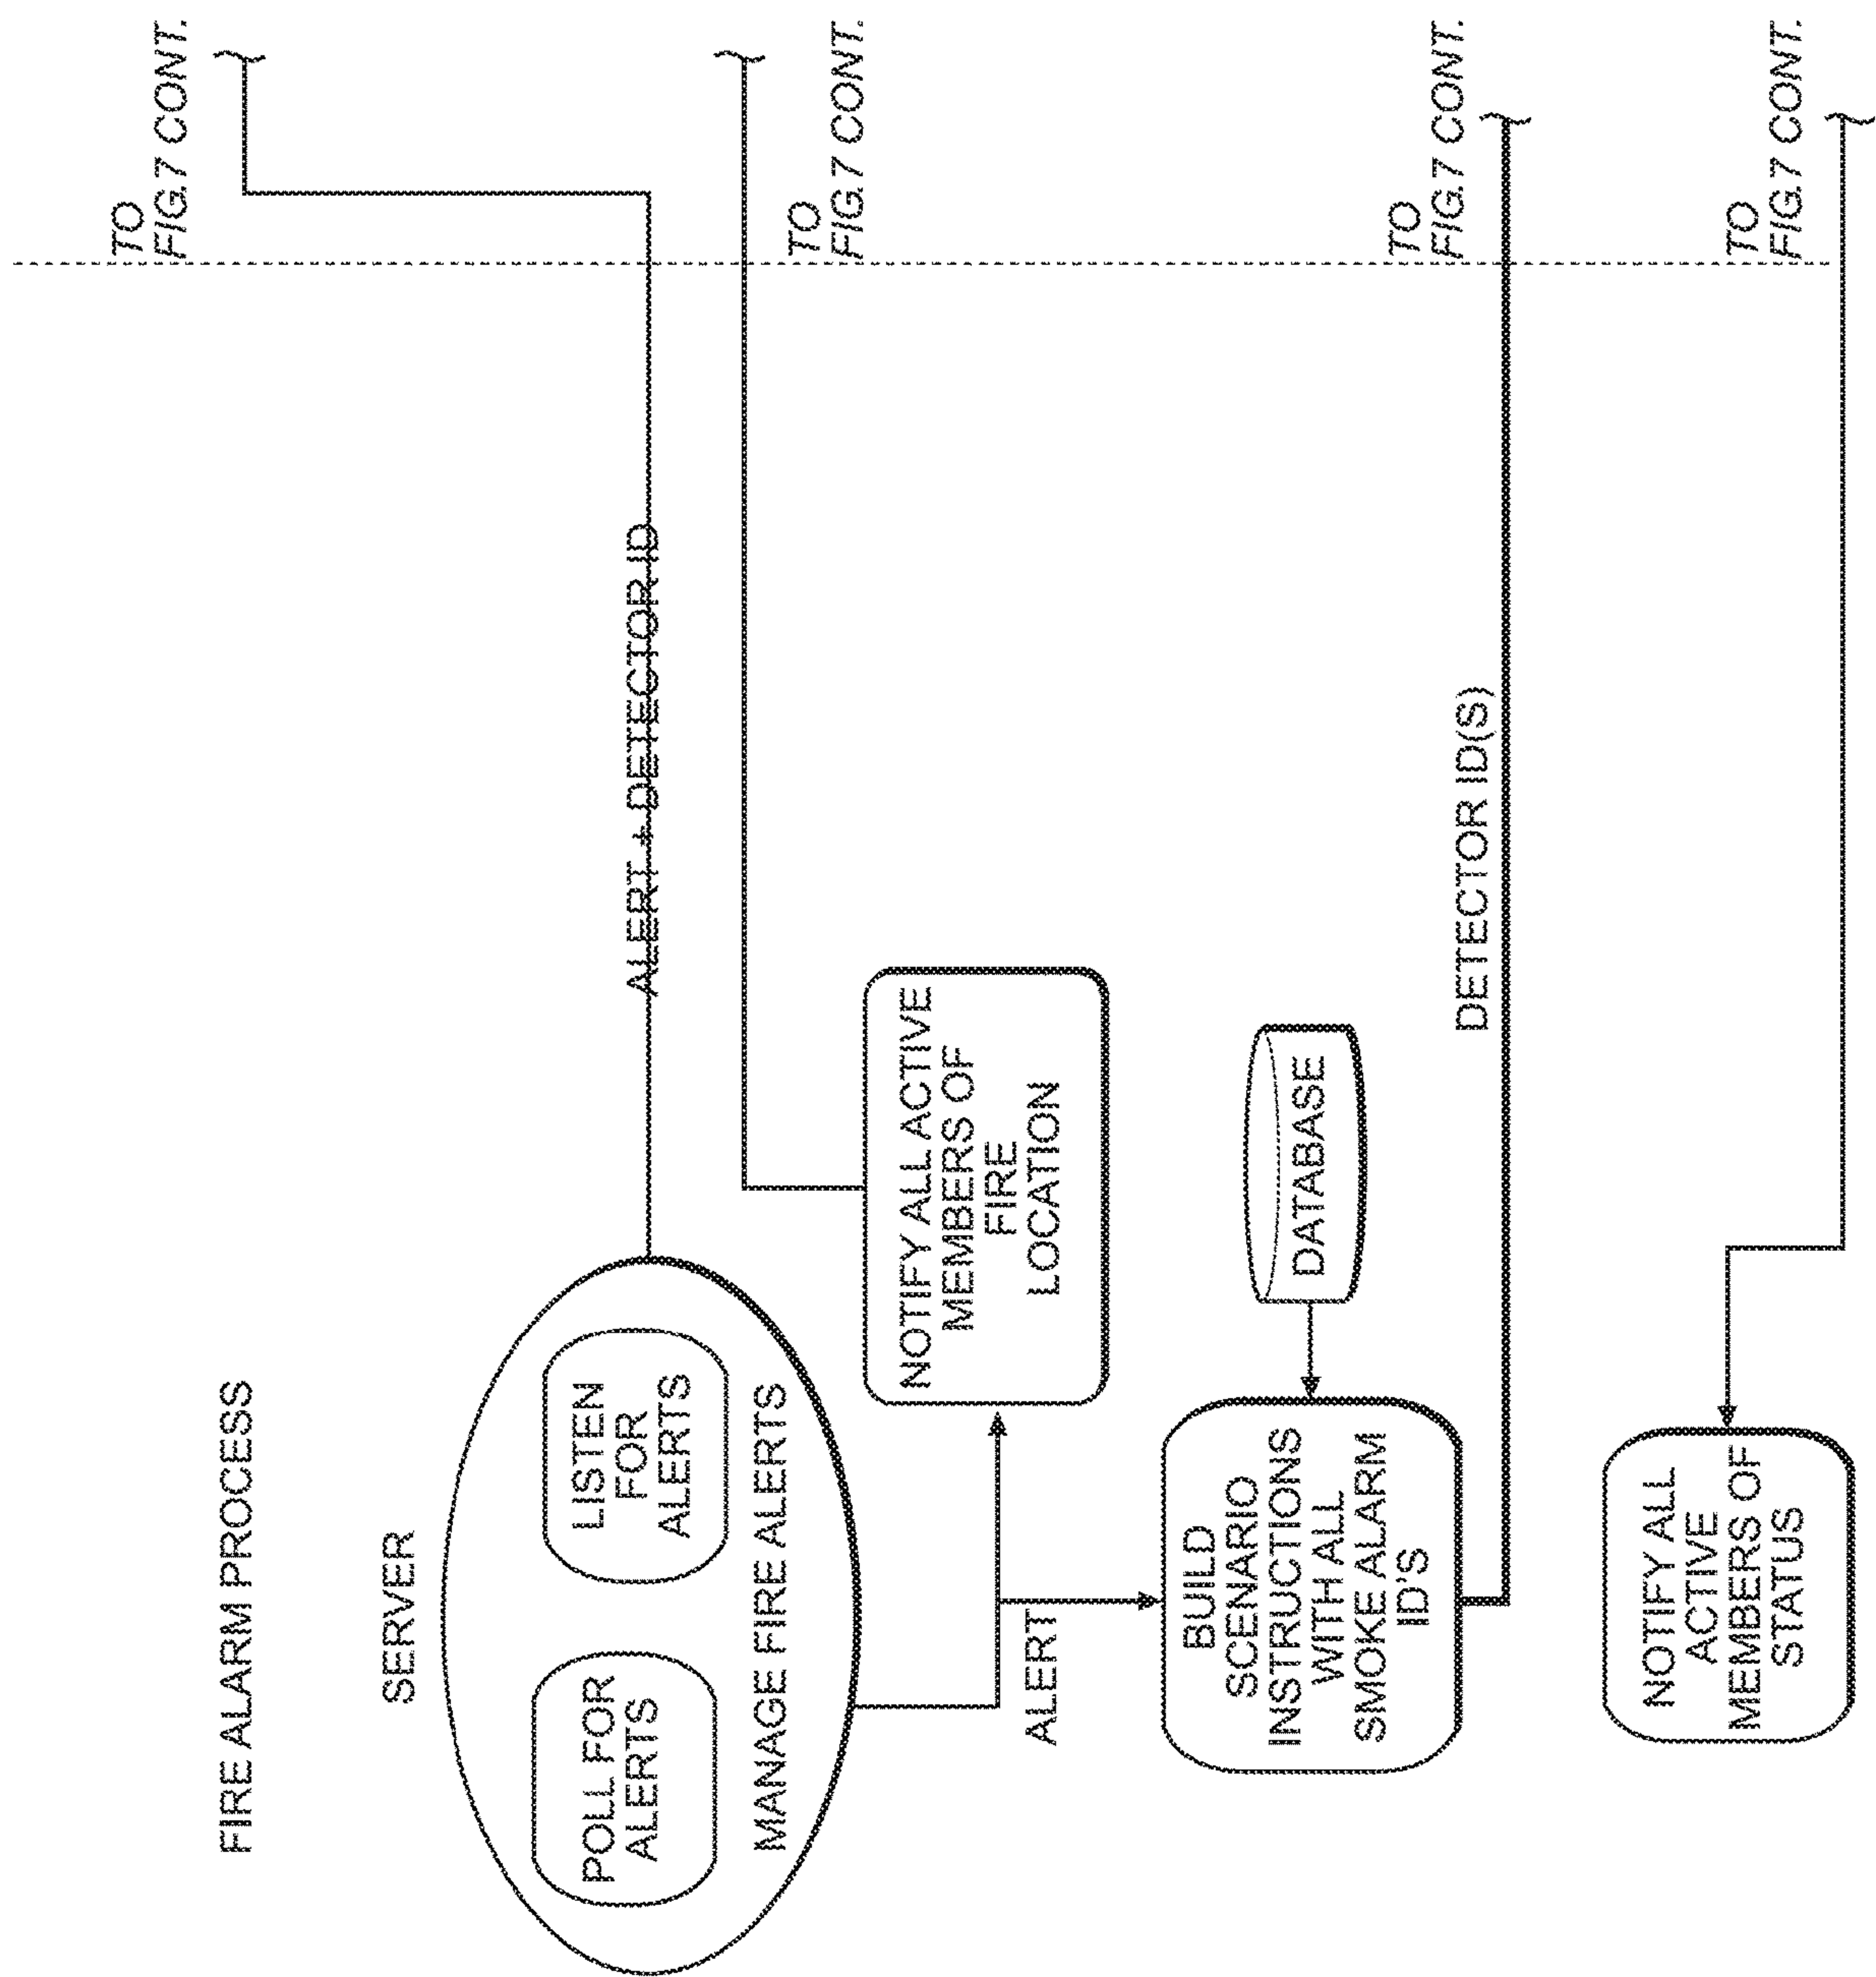 FIRE ALARM PROCESS
SERVER
POLL FOR
ALERTS
LISTEN
FOR
ALERTS
MANAGE FIRE ALERTS
ALERT + DETECTOR ID
TO
FIG.7 CONT.
TO
FIG.7 CONT.
NOTIFY ALL ACTIVE
MEMBERS OF
FIRE
LOCATION
ALERT
BUILD
SCENARIO
INSTRUCTIONS
WITH ALL
SMOKE ALARM
ID'S
DATABASE
DETECTOR ID(S)
TO
FIG.7 CONT.
NOTIFY ALL
ACTIVE
MEMBERS OF
STATUS
TO
FIG.7 CONT.